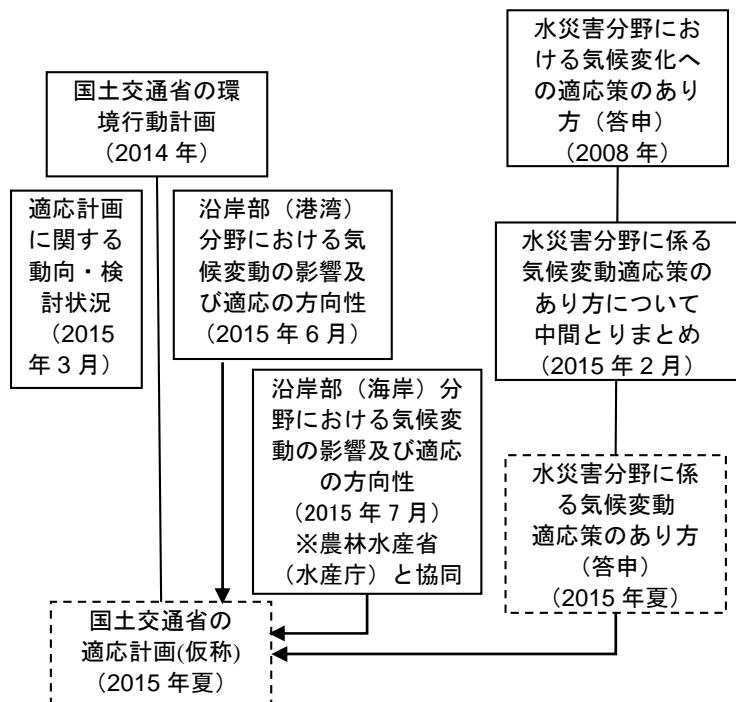 国土交通省の環
境行動計画
（2014 年）
水災害分野にお
ける気候変化へ
の適応策のあり
方（答申）
（2008 年）
適応計画
に関する
動向・検
討状況
（2015
年 3 月）
沿岸部（港湾）
分野における気
候変動の影響及
び適応の方向性
（2015 年 6 月）
水災害分野に係る
気候変動適応策の
あり方について
中間とりまとめ
（2015 年 2 月）
沿岸部（海岸）分
野における気候変
動の影響及び適応
の方向性
（2015 年 7 月）
※農林水産省
（水産庁）と協同
水災害分野に係
る気候変動
適応策のあり方
（答申）
（2015 年夏）
国土交通省の
適応計画(仮称)
（2015 年夏）